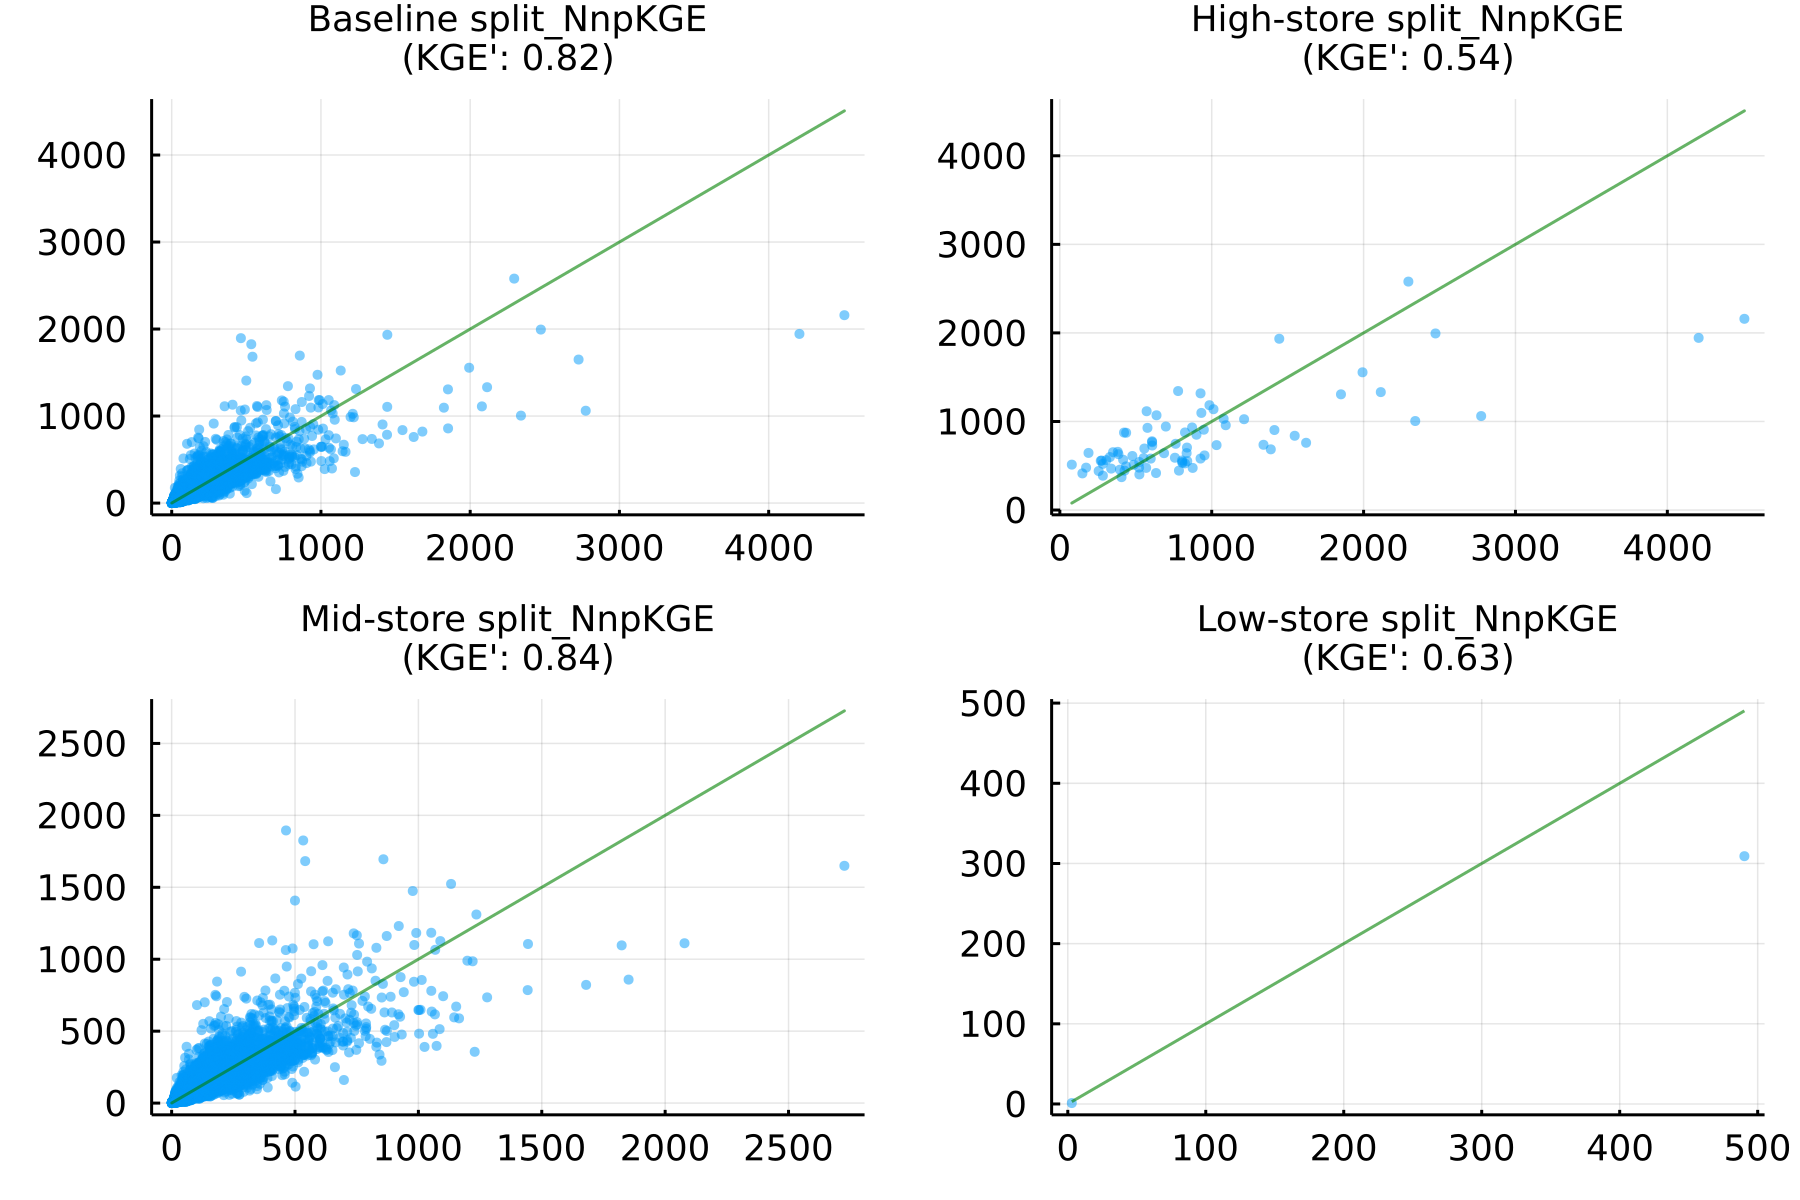 Baseline split_NnpKGE
(KGE': 0.82)
4000
3000
2000
1000
0
0 1000 2000 3000 4000
High-store split_NnpKGE
(KGE': 0.54)
4000
3000
2000
1000
0
0 1000 2000 3000 4000
Mid-store split_NnpKGE
(KGE': 0.84)
2500
2000
1500
1000
500
0
0 500 1000 1500 2000 2500
Low-store split_NnpKGE
(KGE': 0.63)
500
400
300
200
100
0
0 100 200 300 400 500